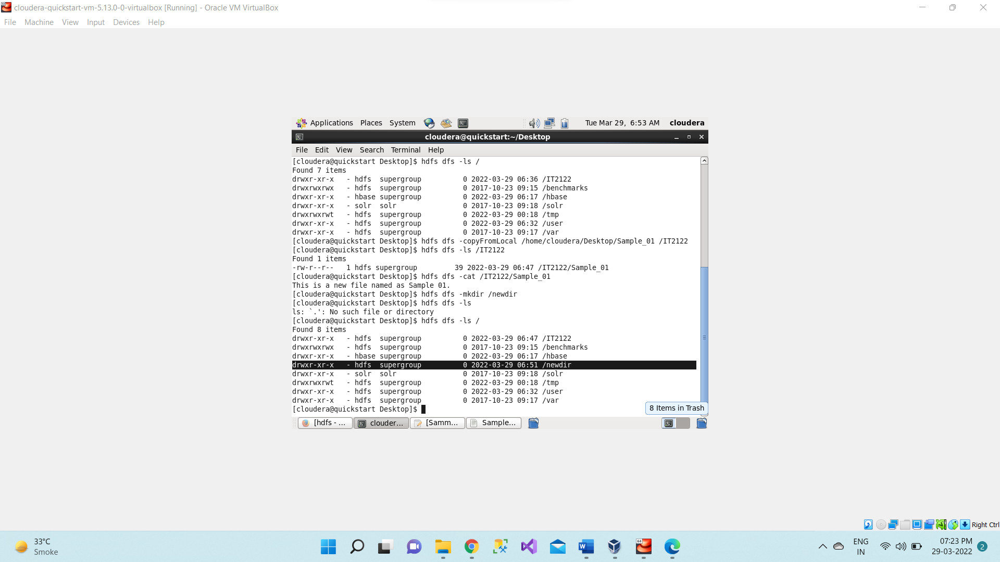 cloudera-quickstart-vm-5.13.0-0-virtualbox [Running] - Oracle VM VirtualBox
File Machine View Input Devices Help
Applications Places System Tue Mar 29, 6:53 AM cloudera
cloudera@quickstart:~/Desktop
File Edit View Search Terminal Help
[cloudera@quickstart Desktop]$ hdfs dfs -ls /
Found 7 items
drwxr-xr-x   - hdfs  supergroup          0 2022-03-29 06:36 /IT2122
drwxrwxrwx   - hdfs  supergroup          0 2017-10-23 09:15 /benchmarks
drwxr-xr-x   - hbase supergroup          0 2022-03-29 06:17 /hbase
drwxr-xr-x   - solr  solr                0 2017-10-23 09:18 /solr
drwxrwxrwt   - hdfs  supergroup          0 2022-03-29 00:18 /tmp
drwxr-xr-x   - hdfs  supergroup          0 2022-03-29 06:32 /user
drwxr-xr-x   - hdfs  supergroup          0 2017-10-23 09:17 /var
[cloudera@quickstart Desktop]$ hdfs dfs -copyFromLocal /home/cloudera/Desktop/Sample_01 /IT2122
[cloudera@quickstart Desktop]$ hdfs dfs -ls /IT2122
Found 1 items
-rw-r--r--   1 hdfs supergroup         39 2022-03-29 06:47 /IT2122/Sample_01
[cloudera@quickstart Desktop]$ hdfs dfs -cat /IT2122/Sample_01
This is a new file named as Sample 01.
[cloudera@quickstart Desktop]$ hdfs dfs -mkdir /newdir
[cloudera@quickstart Desktop]$ hdfs dfs -ls
ls: `.': No such file or directory
[cloudera@quickstart Desktop]$ hdfs dfs -ls /
Found 8 items
drwxr-xr-x   - hdfs  supergroup          0 2022-03-29 06:47 /IT2122
drwxrwxrwx   - hdfs  supergroup          0 2017-10-23 09:15 /benchmarks
drwxr-xr-x   - hbase supergroup          0 2022-03-29 06:17 /hbase
drwxr-xr-x   - hdfs  supergroup          0 2022-03-29 06:51 /newdir
drwxr-xr-x   - solr  solr                0 2017-10-23 09:18 /solr
drwxrwxrwt   - hdfs  supergroup          0 2022-03-29 00:18 /tmp
drwxr-xr-x   - hdfs  supergroup          0 2022-03-29 06:32 /user
drwxr-xr-x   - hdfs  supergroup          0 2017-10-23 09:17 /var
[cloudera@quickstart Desktop]$
8 Items in Trash
[hdfs - ... clouder... [Samm... Sample...
Right Ctrl
33°C
Smoke
64
W
ENG
IN
07:23 PM
29-03-2022
2